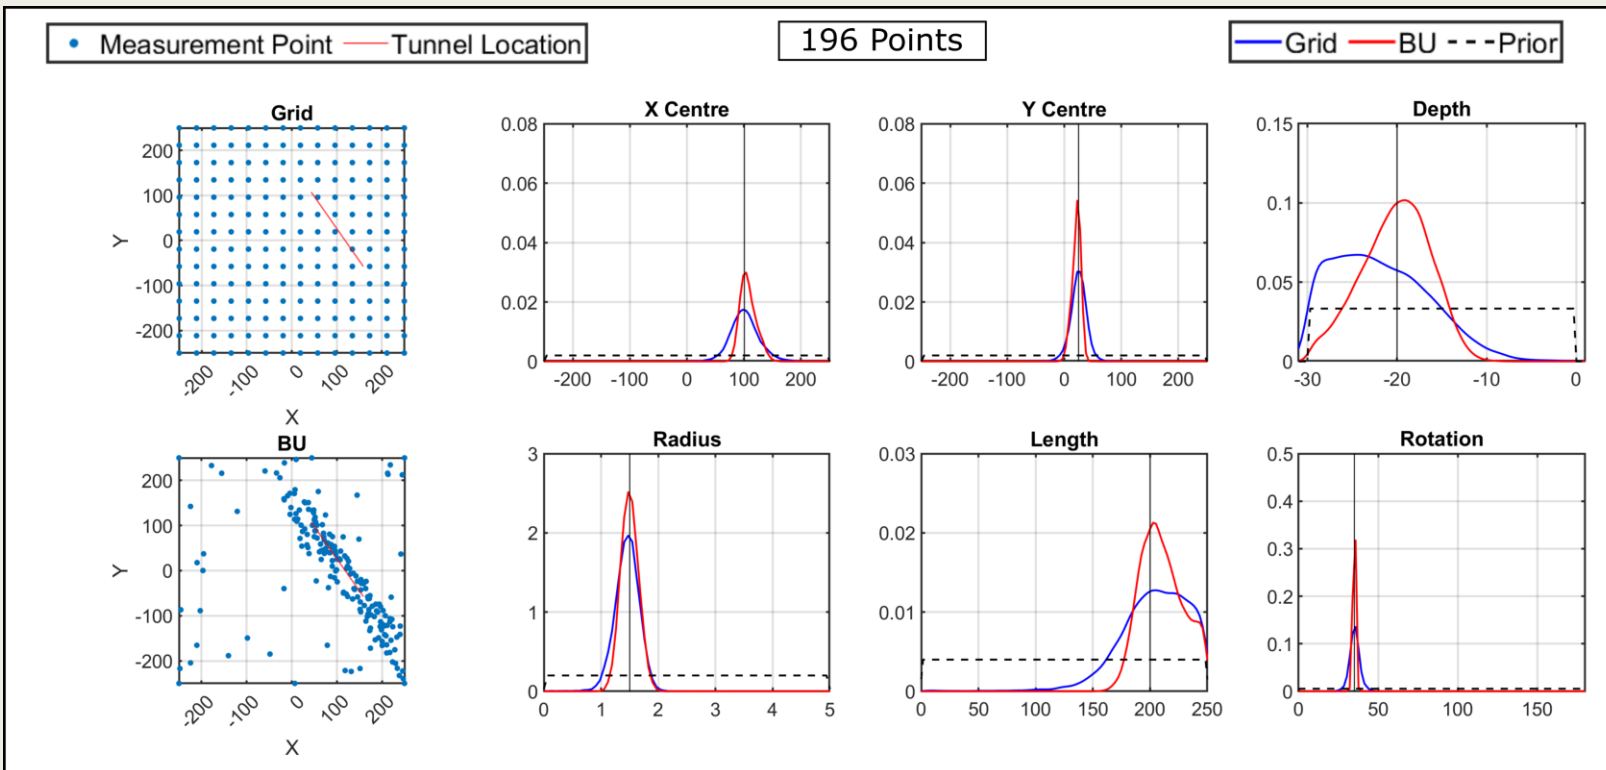 Measurement Point Tunnel Location
196 Points
Grid BU Prior
Grid
200
100
0
-100
-200
Y
-200 -100 0 100 200
X
X Centre
0.08
0.06
0.04
0.02
0
-200 -100 0 100 200
Y Centre
0.08
0.06
0.04
0.02
0
-200 -100 0 100 200
Depth
0.15
0.1
0.05
0
-30 -20 -10 0
BU
200
100
0
-100
-200
Y
-200 -100 0 100 200
X
Radius
3
2
1
0
0 1 2 3 4 5
Length
0.03
0.02
0.01
0
0 50 100 150 200 250
Rotation
0.5
0.4
0.3
0.2
0.1
0
0 50 100 150